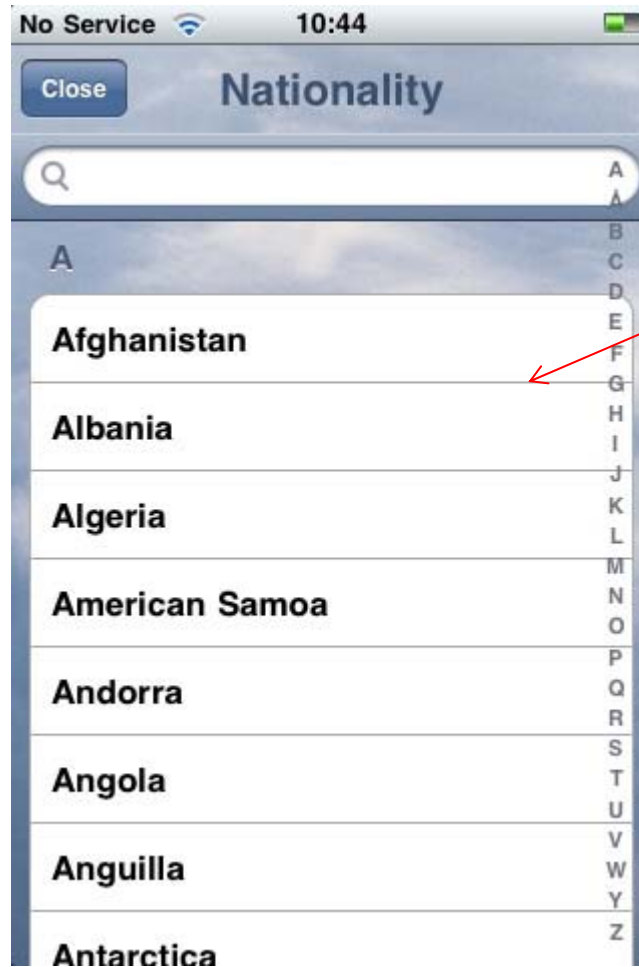 No Service 10:44
Close Nationality
A
Afghanistan
Albania
Algeria
American Samoa
Andorra
Angola
Anguilla
Antarctica
A
Å
B
C
D
E
F
G
H
I
J
K
L
M
N
O
P
Q
R
S
T
U
V
W
Y
Z